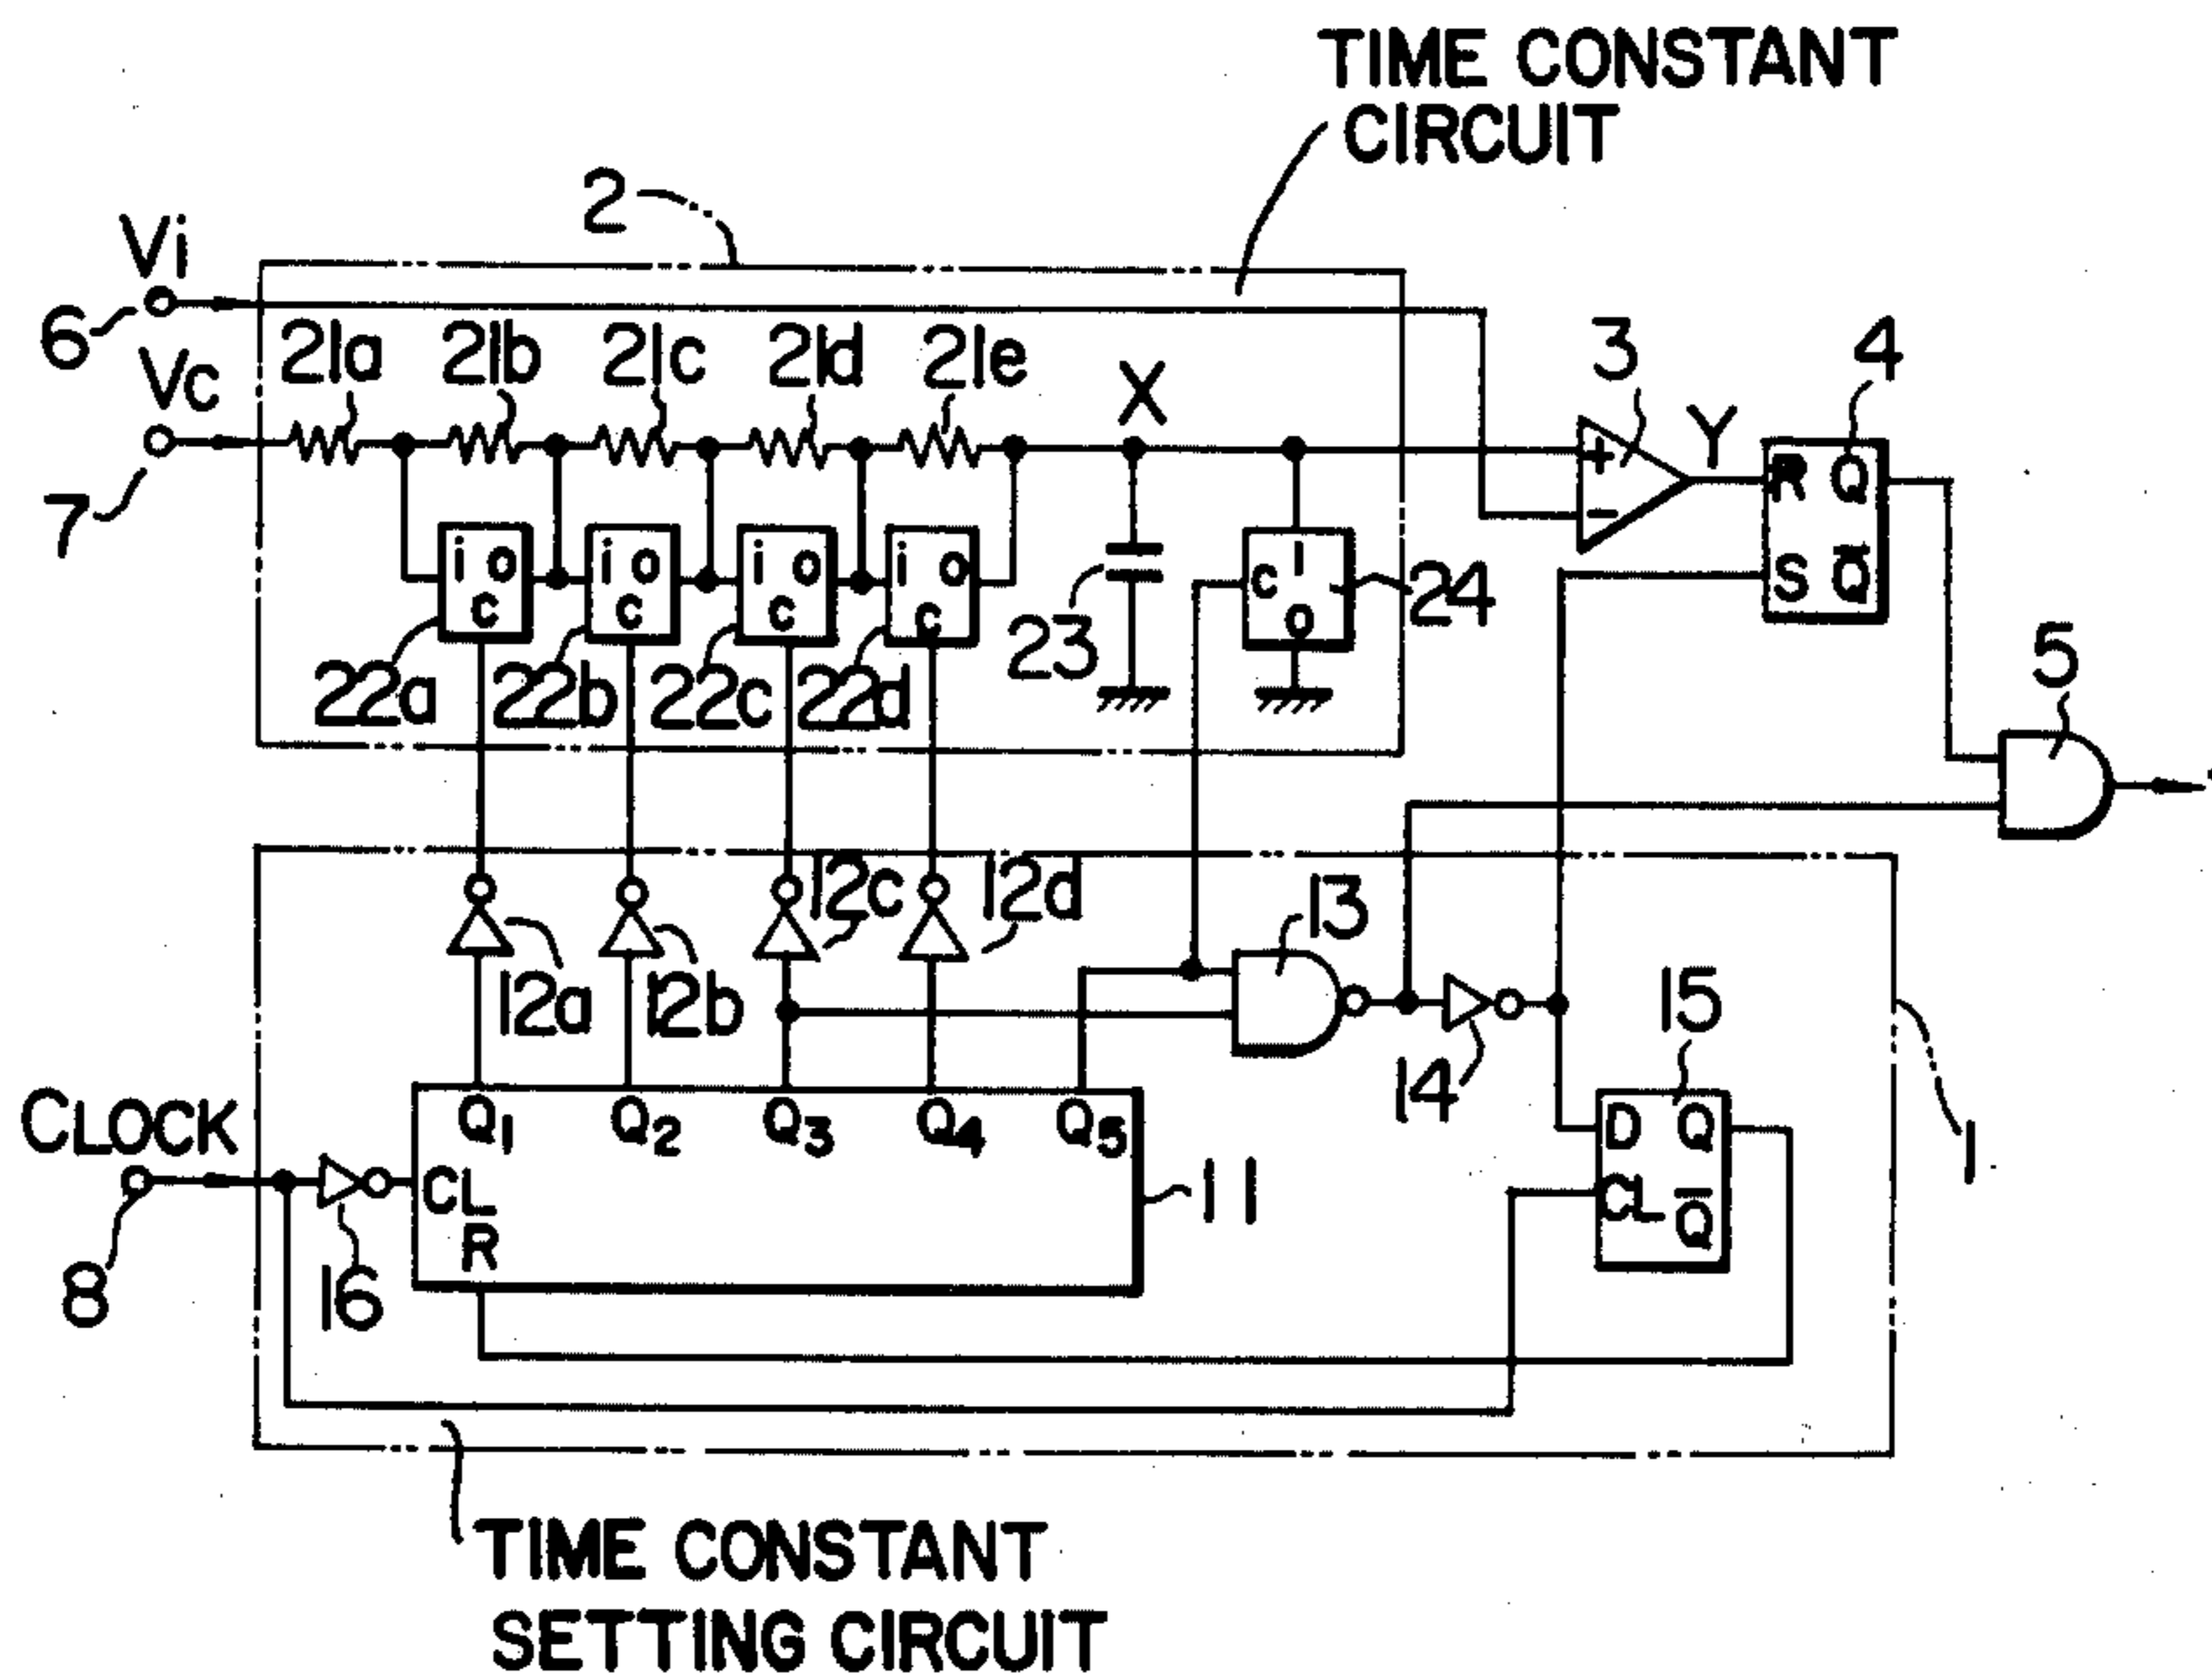 TIME CONSTANT
CIRCUIT
2
Vi
6
Vc
7
21a 21b 21c 21d 21e
X
3
Y
4
+
-
R Q
S Q̅
i o
c
i o
c
i o
c
i o
c
22a 22b 22c 22d
23
c i
o
24
5
12a 12b 12c 12d
13
14
15
D Q
CL Q̅
1
CLOCK
8
16
Q1 Q2 Q3 Q4 Q5
CL
R
11
TIME CONSTANT
SETTING CIRCUIT